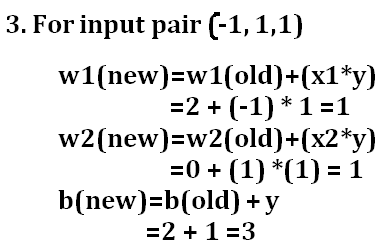 3. For input pair (-1, 1,1)
w1(new)=w1(old)+(x1*y)
=2 + (-1) * 1 =1
w2(new)=w2(old)+(x2*y)
=0 + (1) *(1) = 1
b(new)=b(old) + y
=2 + 1 =3